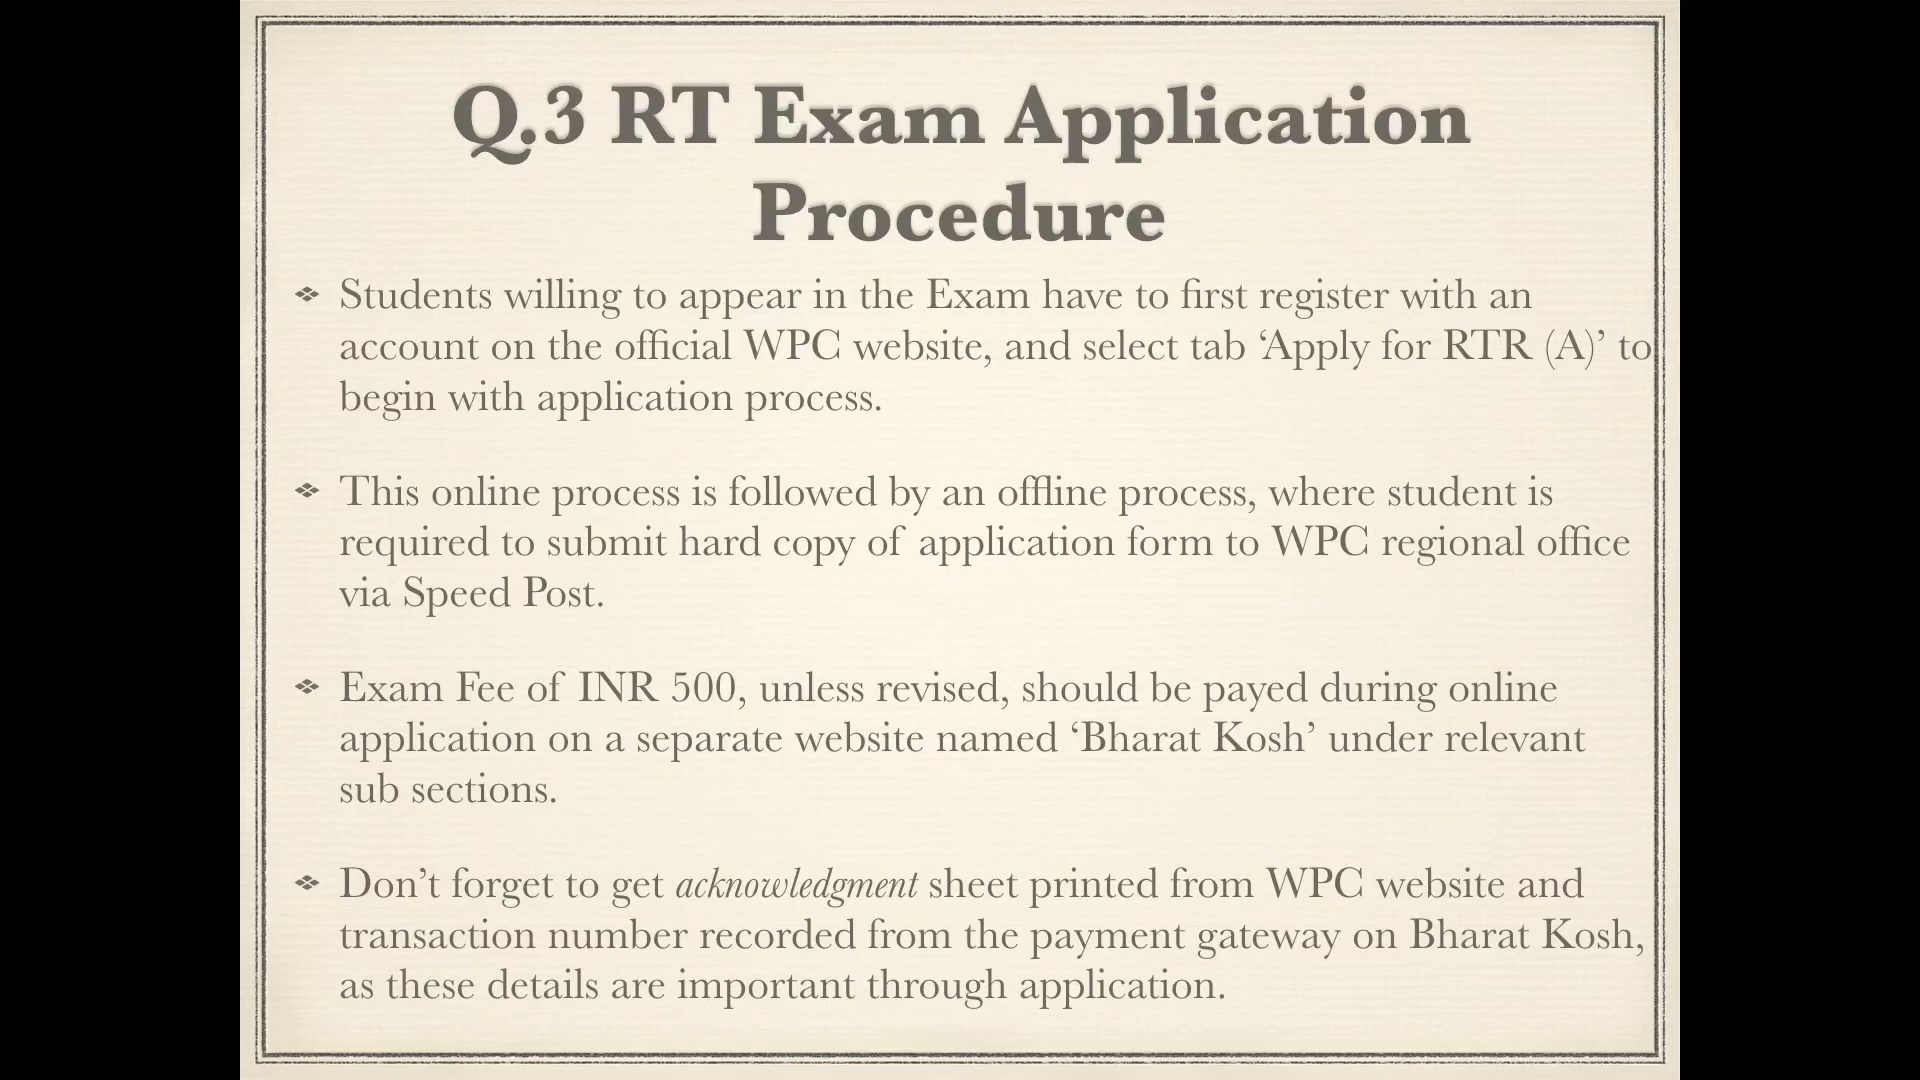 Q.3 RT Exam Application
Procedure
Students willing to appear in the Exam have to first register with an
account on the official WPC website, and select tab ‘Apply for RTR (A)’ to
begin with application process.
This online process is followed by an offline process, where student is
required to submit hard copy of application form to WPC regional office
via Speed Post.
Exam Fee of INR 500, unless revised, should be payed during online
application on a separate website named ‘Bharat Kosh’ under relevant
sub sections.
Don’t forget to get acknowledgment sheet printed from WPC website and
transaction number recorded from the payment gateway on Bharat Kosh,
as these details are important through application.